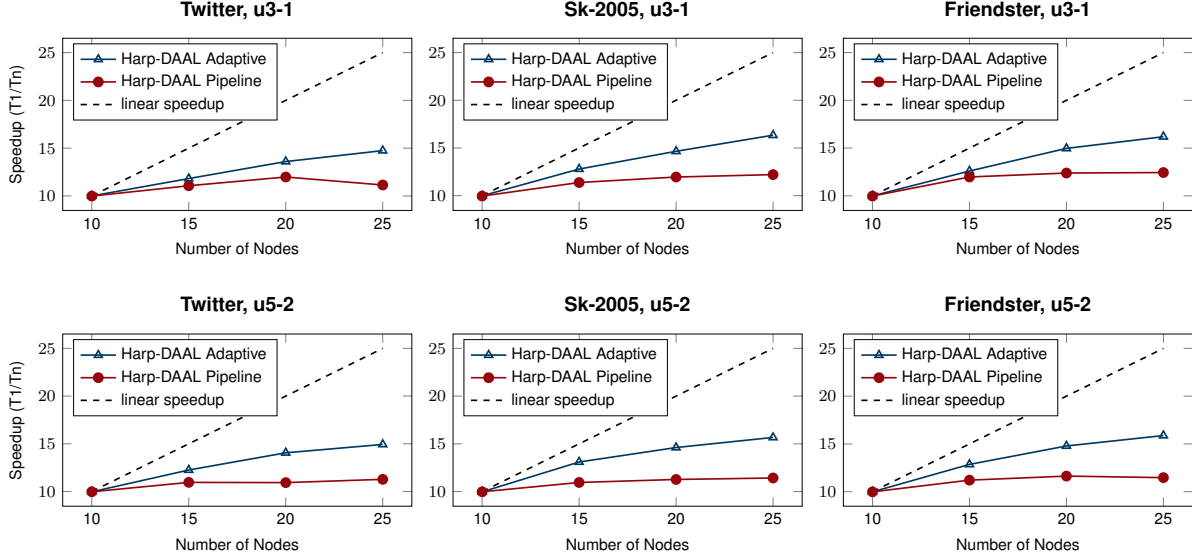 Twitter, u3-1
Speedup (T1/Tn)
25
20
15
10
Harp-DAAL Adaptive
Harp-DAAL Pipeline
linear speedup
10 15 20 25
Number of Nodes
Sk-2005, u3-1
25
20
15
10
Harp-DAAL Adaptive
Harp-DAAL Pipeline
linear speedup
10 15 20 25
Number of Nodes
Friendster, u3-1
25
20
15
10
Harp-DAAL Adaptive
Harp-DAAL Pipeline
linear speedup
10 15 20 25
Number of Nodes
Twitter, u5-2
Speedup (T1/Tn)
25
20
15
10
Harp-DAAL Adaptive
Harp-DAAL Pipeline
linear speedup
10 15 20 25
Number of Nodes
Sk-2005, u5-2
25
20
15
10
Harp-DAAL Adaptive
Harp-DAAL Pipeline
linear speedup
10 15 20 25
Number of Nodes
Friendster, u5-2
25
20
15
10
Harp-DAAL Adaptive
Harp-DAAL Pipeline
linear speedup
10 15 20 25
Number of Nodes